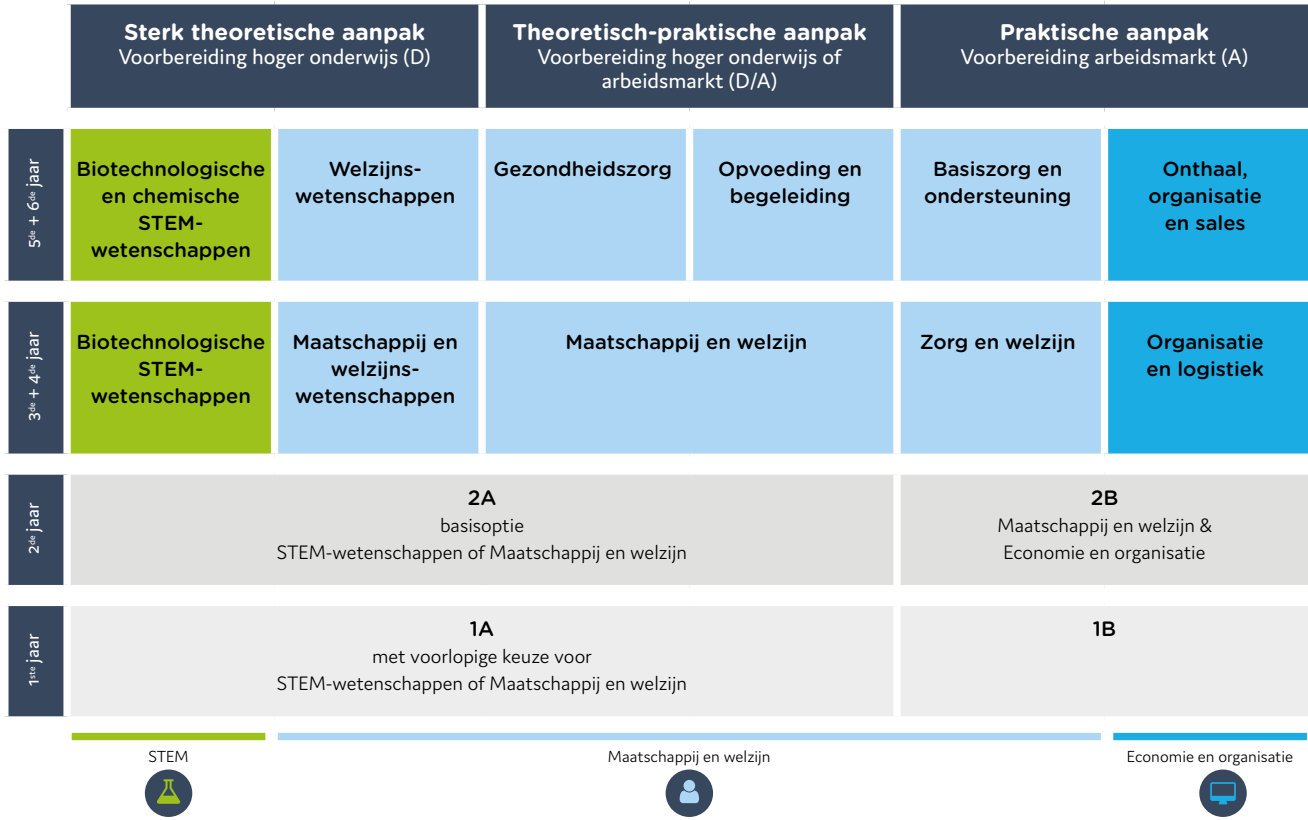 Sterk theoretische aanpak
Voorbereiding hoger onderwijs (D)
Theoretisch-praktische aanpak
Voorbereiding hoger onderwijs of
arbeidsmarkt (D/A)
Praktische aanpak
Voorbereiding arbeidsmarkt (A)
5de + 6de jaar
Biotechnologische
en chemische
STEM-
wetenschappen
Welzijns-
wetenschappen
Gezondheidszorg
Opvoeding en
begeleiding
Basiszorg en
ondersteuning
Onthaal,
organisatie
en sales
3de + 4de jaar
Biotechnologische
STEM-
wetenschappen
Maatschappij en
welzijns-
wetenschappen
Maatschappij en welzijn
Zorg en welzijn
Organisatie
en logistiek
2de jaar
2A
basisoptie
STEM-wetenschappen of Maatschappij en welzijn
2B
Maatschappij en welzijn &
Economie en organisatie
1ste jaar
1A
met voorlopige keuze voor
STEM-wetenschappen of Maatschappij en welzijn
1B
STEM
Maatschappij en welzijn
Economie en organisatie